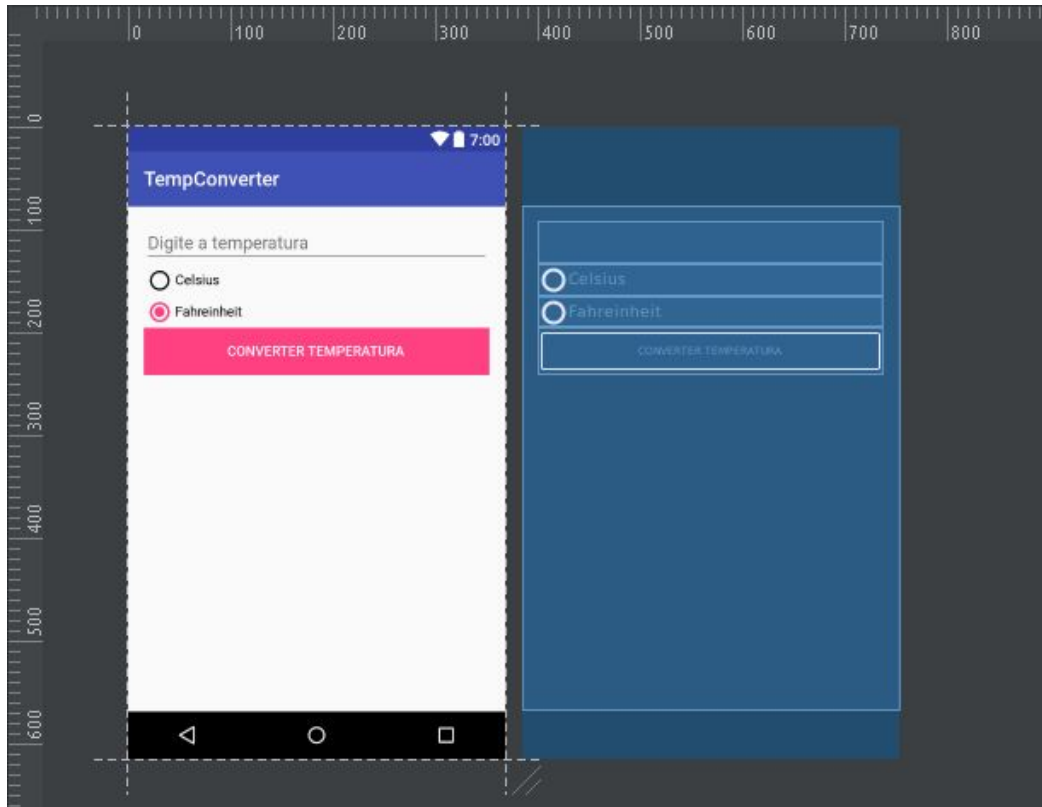 0 100 200 300 400 500 600 700 800
0
100
200
300
400
500
600
7:00
TempConverter
Digite a temperatura
Celsius
Fahreinheit
CONVERTER TEMPERATURA
Celsius
Fahreinheit
CONVERTER TEMPERATURA